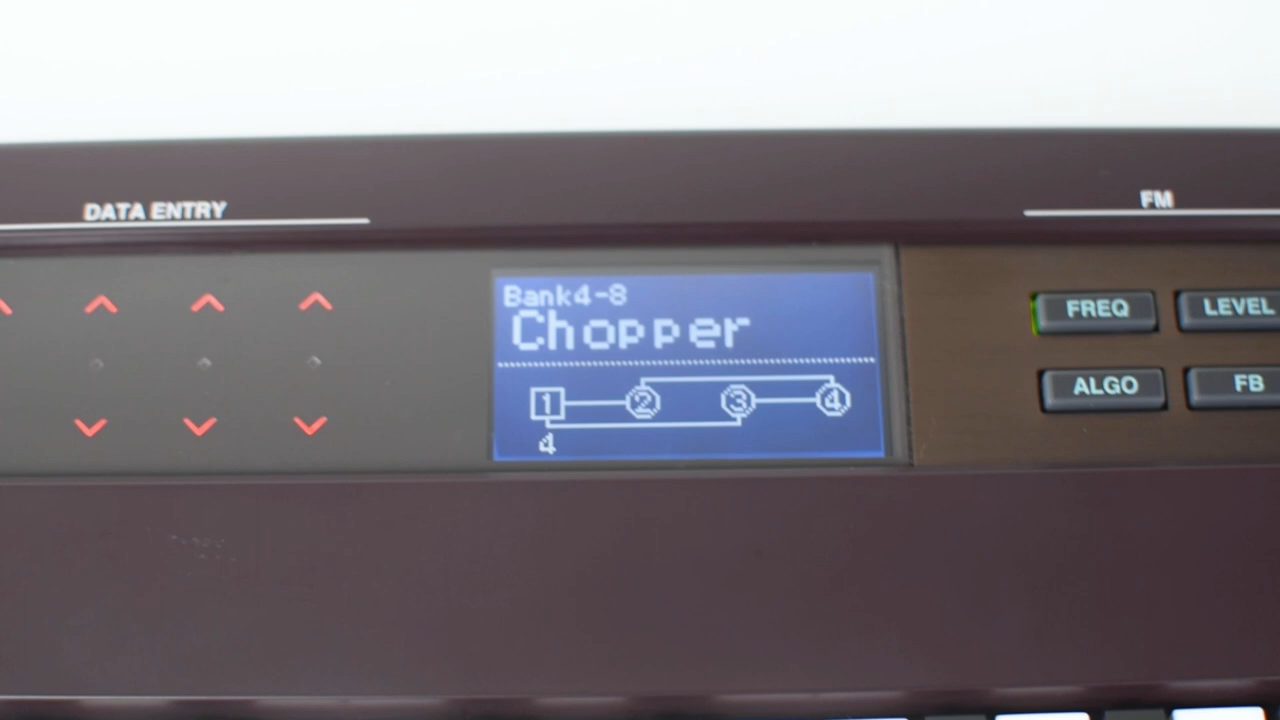 DATA ENTRY
FM
Bank4-8
Chopper
1 2 3 4
4
FREQ
LEVEL
ALGO
FB